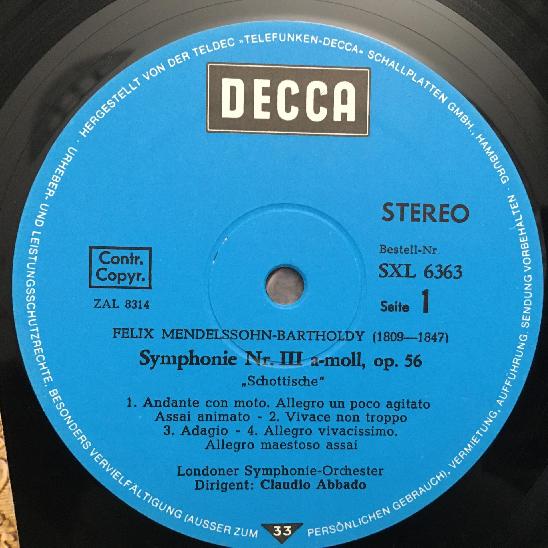 · HERGESTELLT VON DER TELDEC »TELEFUNKEN-DECCA« SCHALLPLATTEN GMBH, HAMBURG · URHEBER- UND LEISTUNGSSCHUTZRECHTE, BESONDERS VERVIELFÄLTIGUNG (AUSSER ZUM PERSÖNLICHEN GEBRAUCH), VERMIETUNG, AUFFÜHRUNG, SENDUNG VORBEHALTEN
DECCA
STEREO
Bestell-Nr
SXL 6363
Seite 1
Contr.
Copyr.
ZAL 8314
FELIX MENDELSSOHN-BARTHOLDY (1809—1847)
Symphonie Nr. III a-moll, op. 56
„Schottische"
1. Andante con moto. Allegro un poco agitato
Assai animato - 2. Vivace non troppo
3. Adagio - 4. Allegro vivacissimo.
Allegro maestoso assai
Londoner Symphonie-Orchester
Dirigent: Claudio Abbado
33